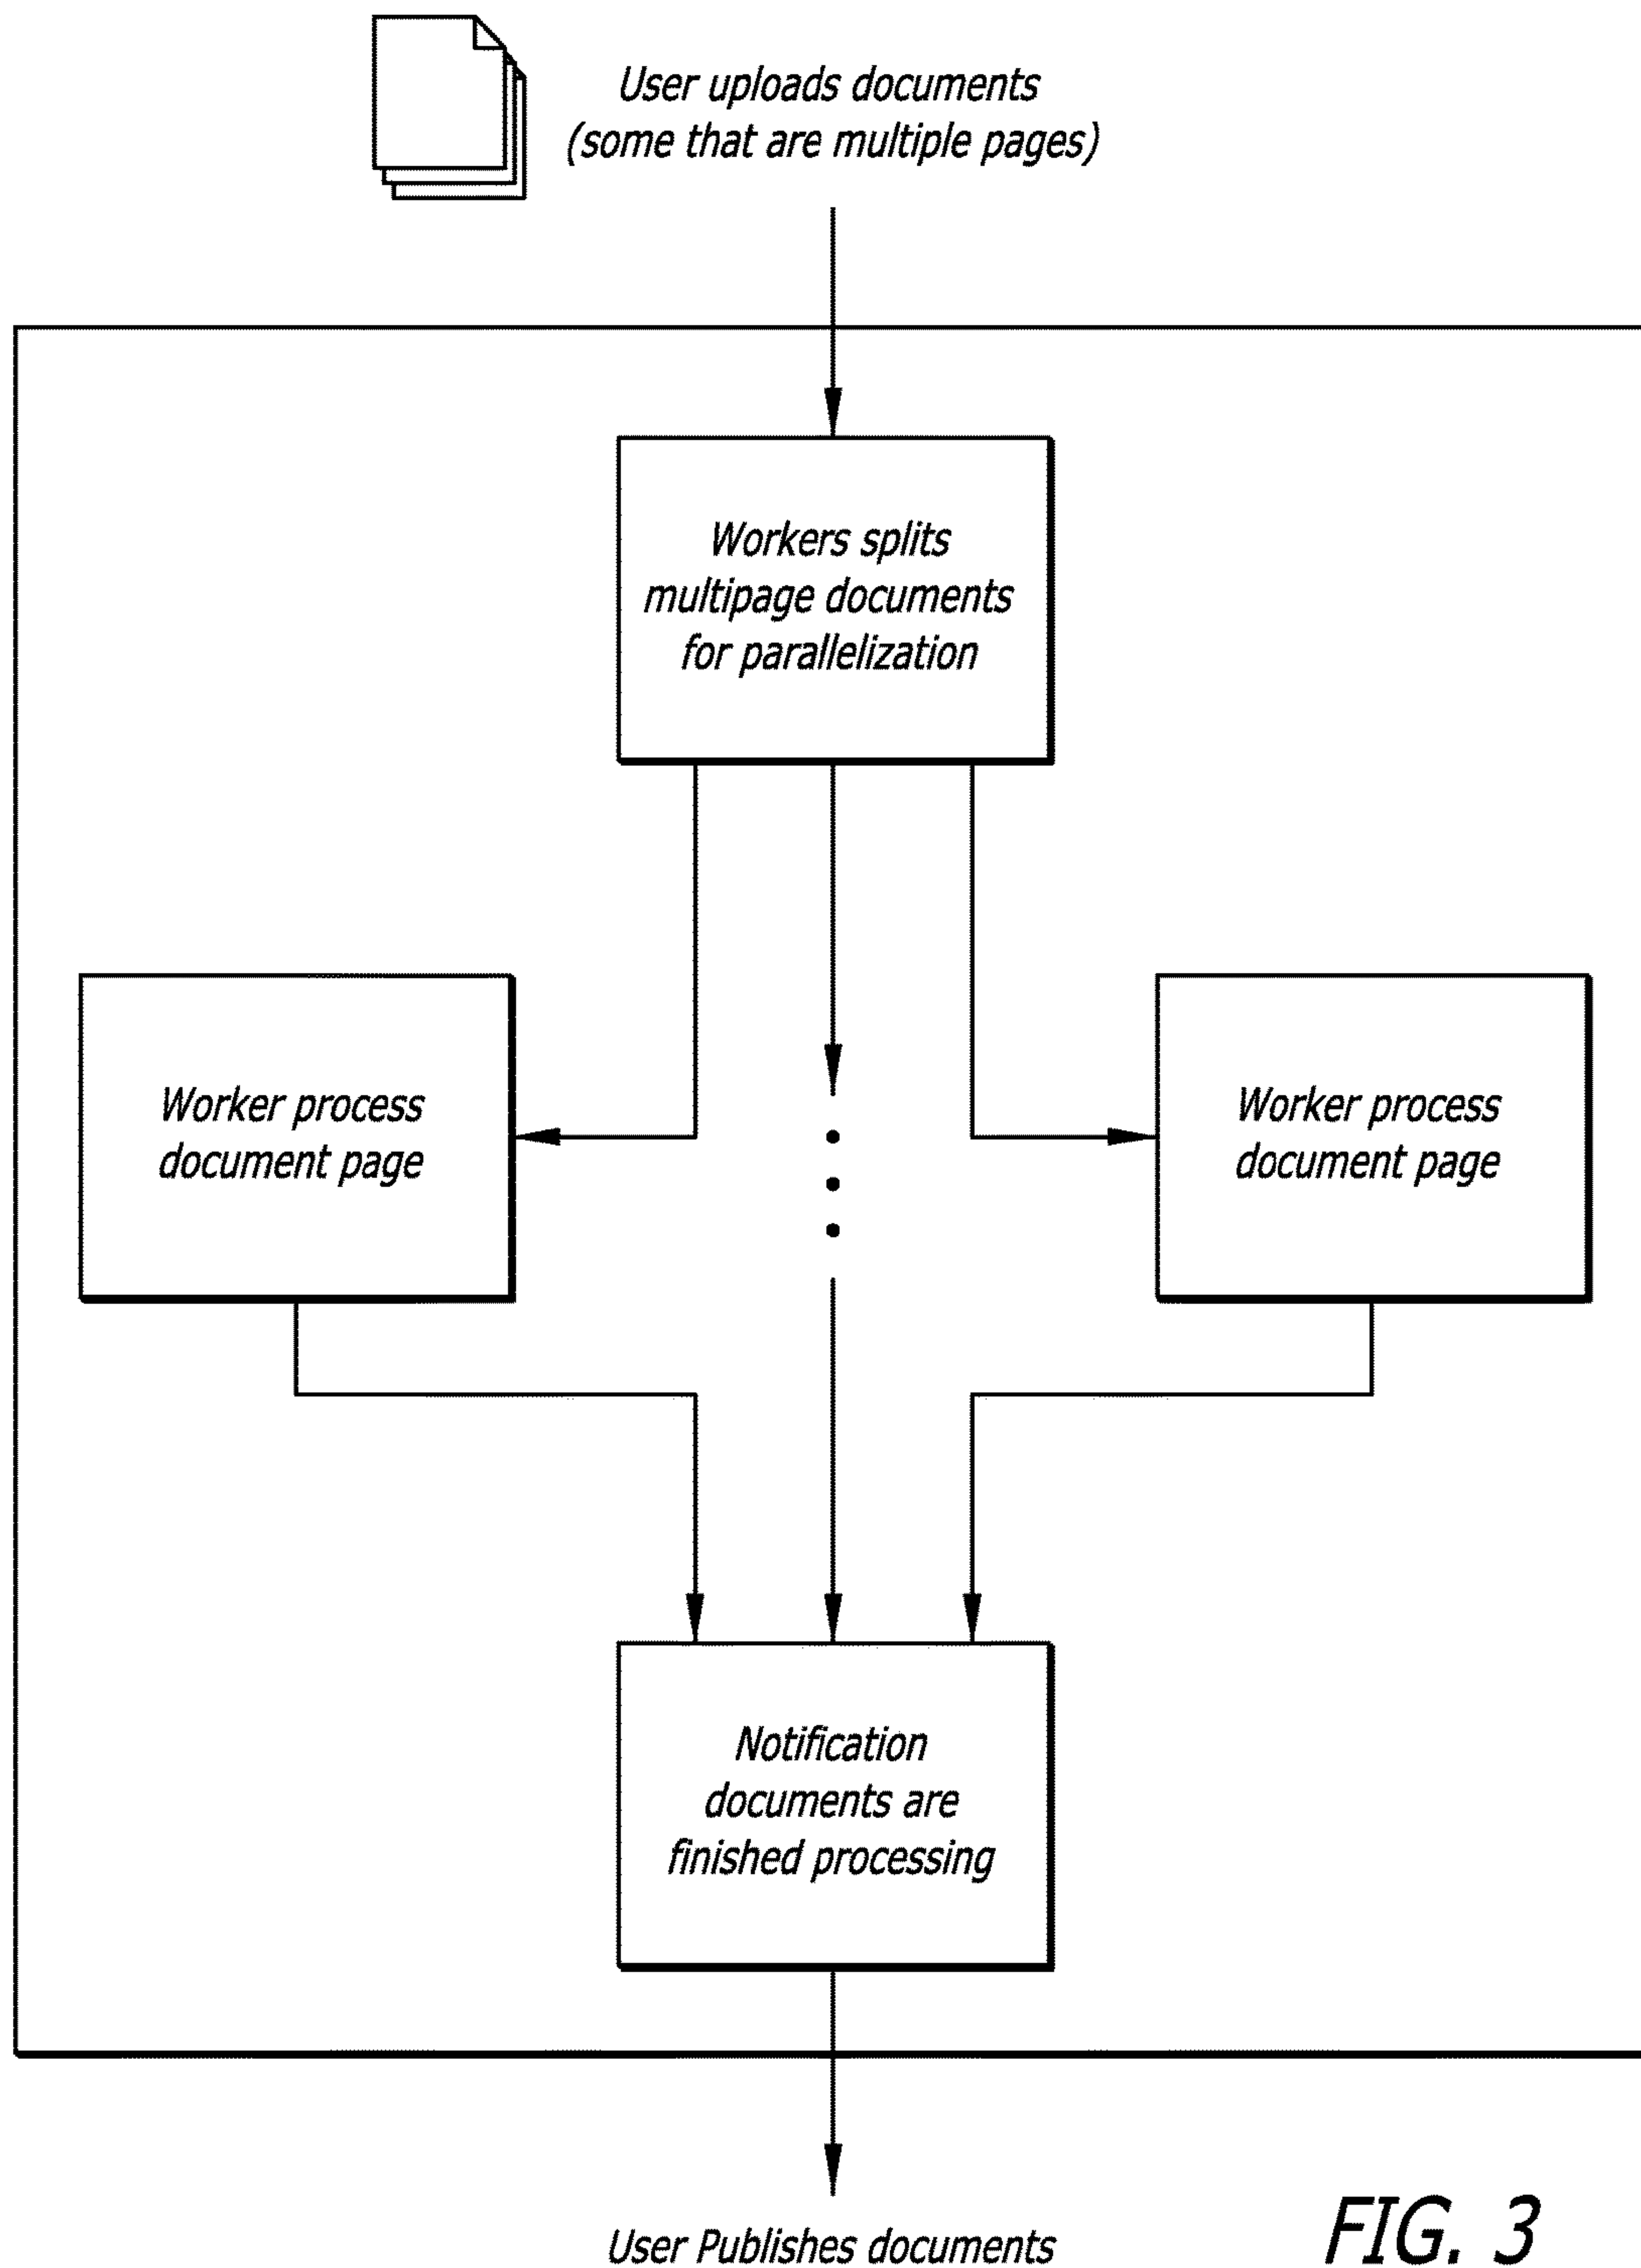 User uploads documents
(some that are multiple pages)
Workers splits
multipage documents
for parallelization
Worker process
document page
Worker process
document page
Notification
documents are
finished processing
User Publishes documents
FIG. 3